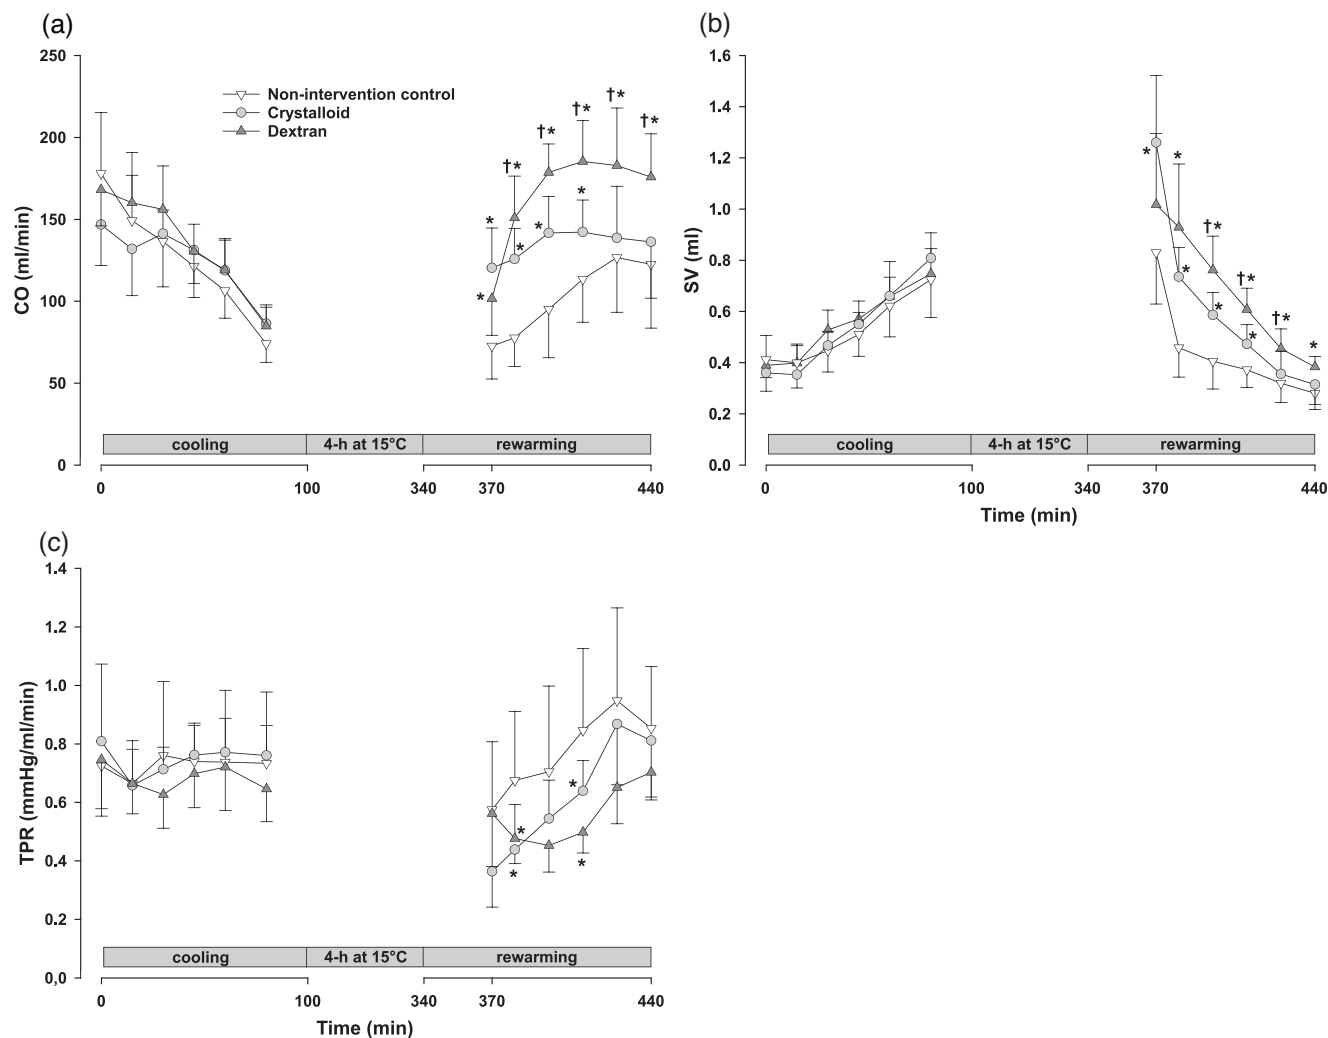 (a)
250
200
150
100
50
0
CO (ml/min)
Non-intervention control
Crystalloid
Dextran
* * †* * †* * †* * †* †*
cooling
4-h at 15°C
rewarming
0 100 340 370 440
(b)
1.6
1.4
1.2
1.0
0.8
0.6
0.4
0.2
0.0
SV (ml)
* * * †* * †* * †* *
cooling
4-h at 15°C
rewarming
0 100 340 370 440
Time (min)
(c)
1.4
1.2
1.0
0.8
0.6
0.4
0.2
0,0
TPR (mmHg/ml/min)
* * * *
cooling
4-h at 15°C
rewarming
0 100 340 370 440
Time (min)